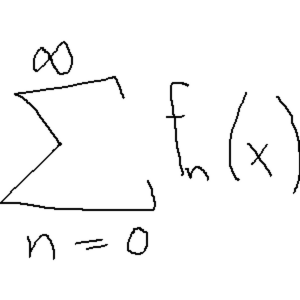 ∞
∑ fn(x)
n = 0